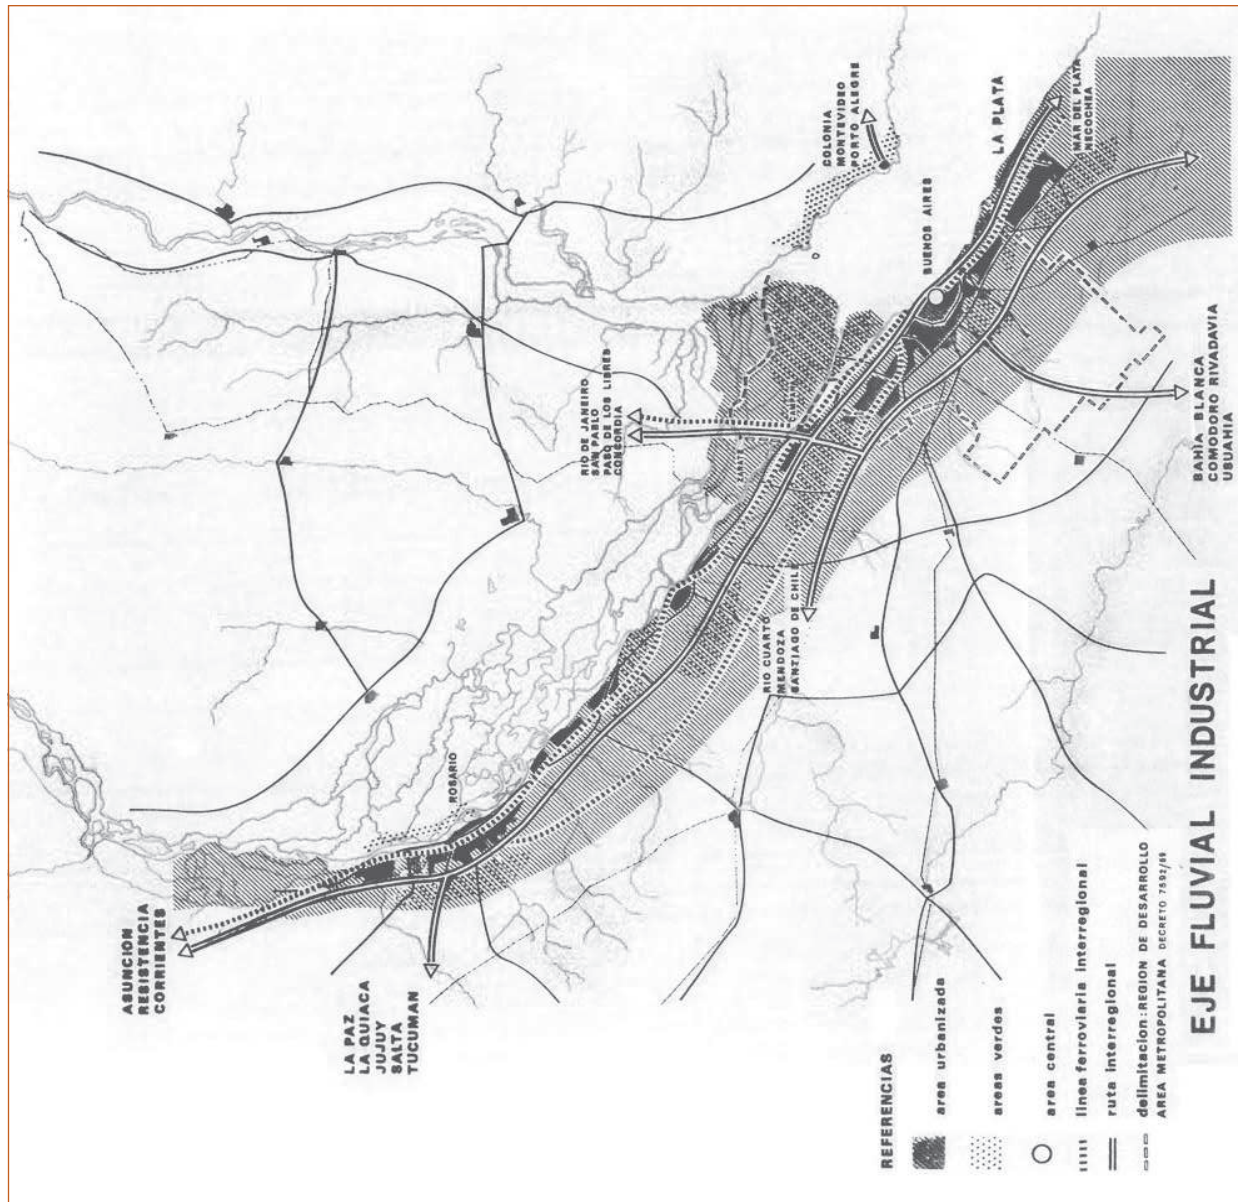 ASUNCION
RESISTENCIA
CORRIENTES
LA PAZ
LA QUIACA
JUJUY
SALTA
TUCUMAN
ROSARIO
RIO DE JANEIRO
SAN PABLO
PASO DE LOS LIBRES
CONCORDIA
ZARATE
CAMPANA
COLONIA
MONTEVIDEO
PORTO ALEGRE
BUENOS AIRES
LA PLATA
MAR DEL PLATA
NECOCHEA
RIO CUARTO
MENDOZA
SANTIAGO DE CHILE
BAHIA BLANCA
COMODORO RIVADAVIA
USUAHIA
REFERENCIAS
area urbanizada
areas verdes
area central
linea ferroviaria interregional
ruta interregional
delimitacion: REGION DE DESARROLLO
AREA METROPOLITANA DECRETO 7592/69
EJE FLUVIAL INDUSTRIAL